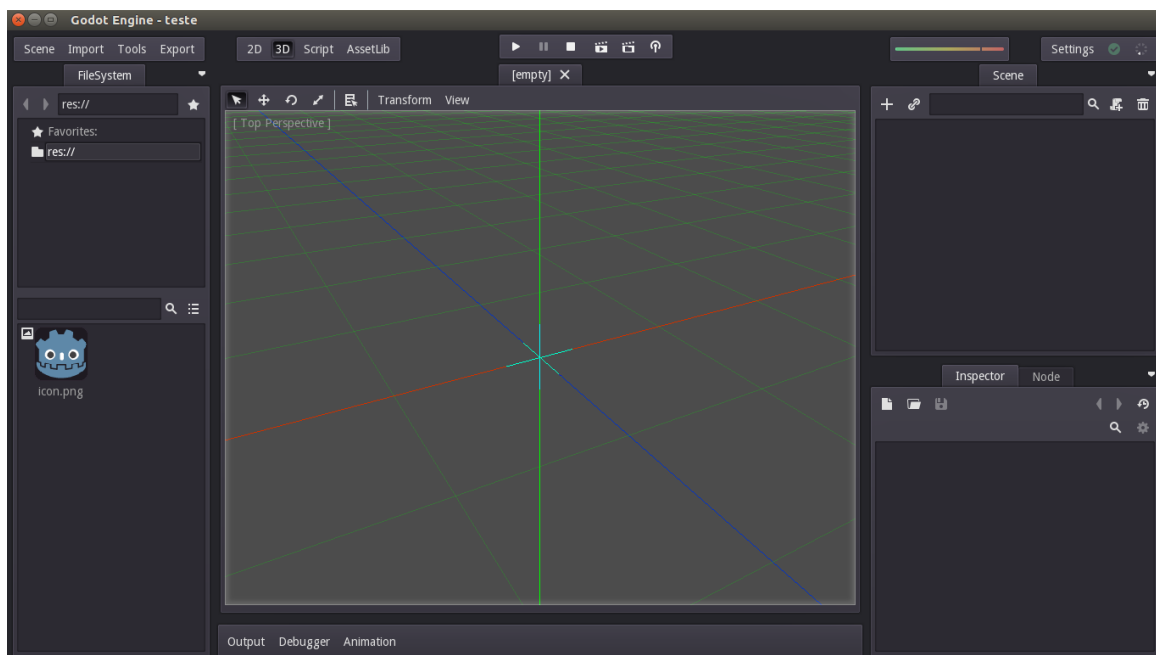 Godot Engine - teste
Scene Import Tools Export 2D 3D Script AssetLib Settings
FileSystem [empty] Scene
res:// Transform View
[ Top Perspective ]
Favorites:
res://
Inspector Node
icon.png
Output Debugger Animation